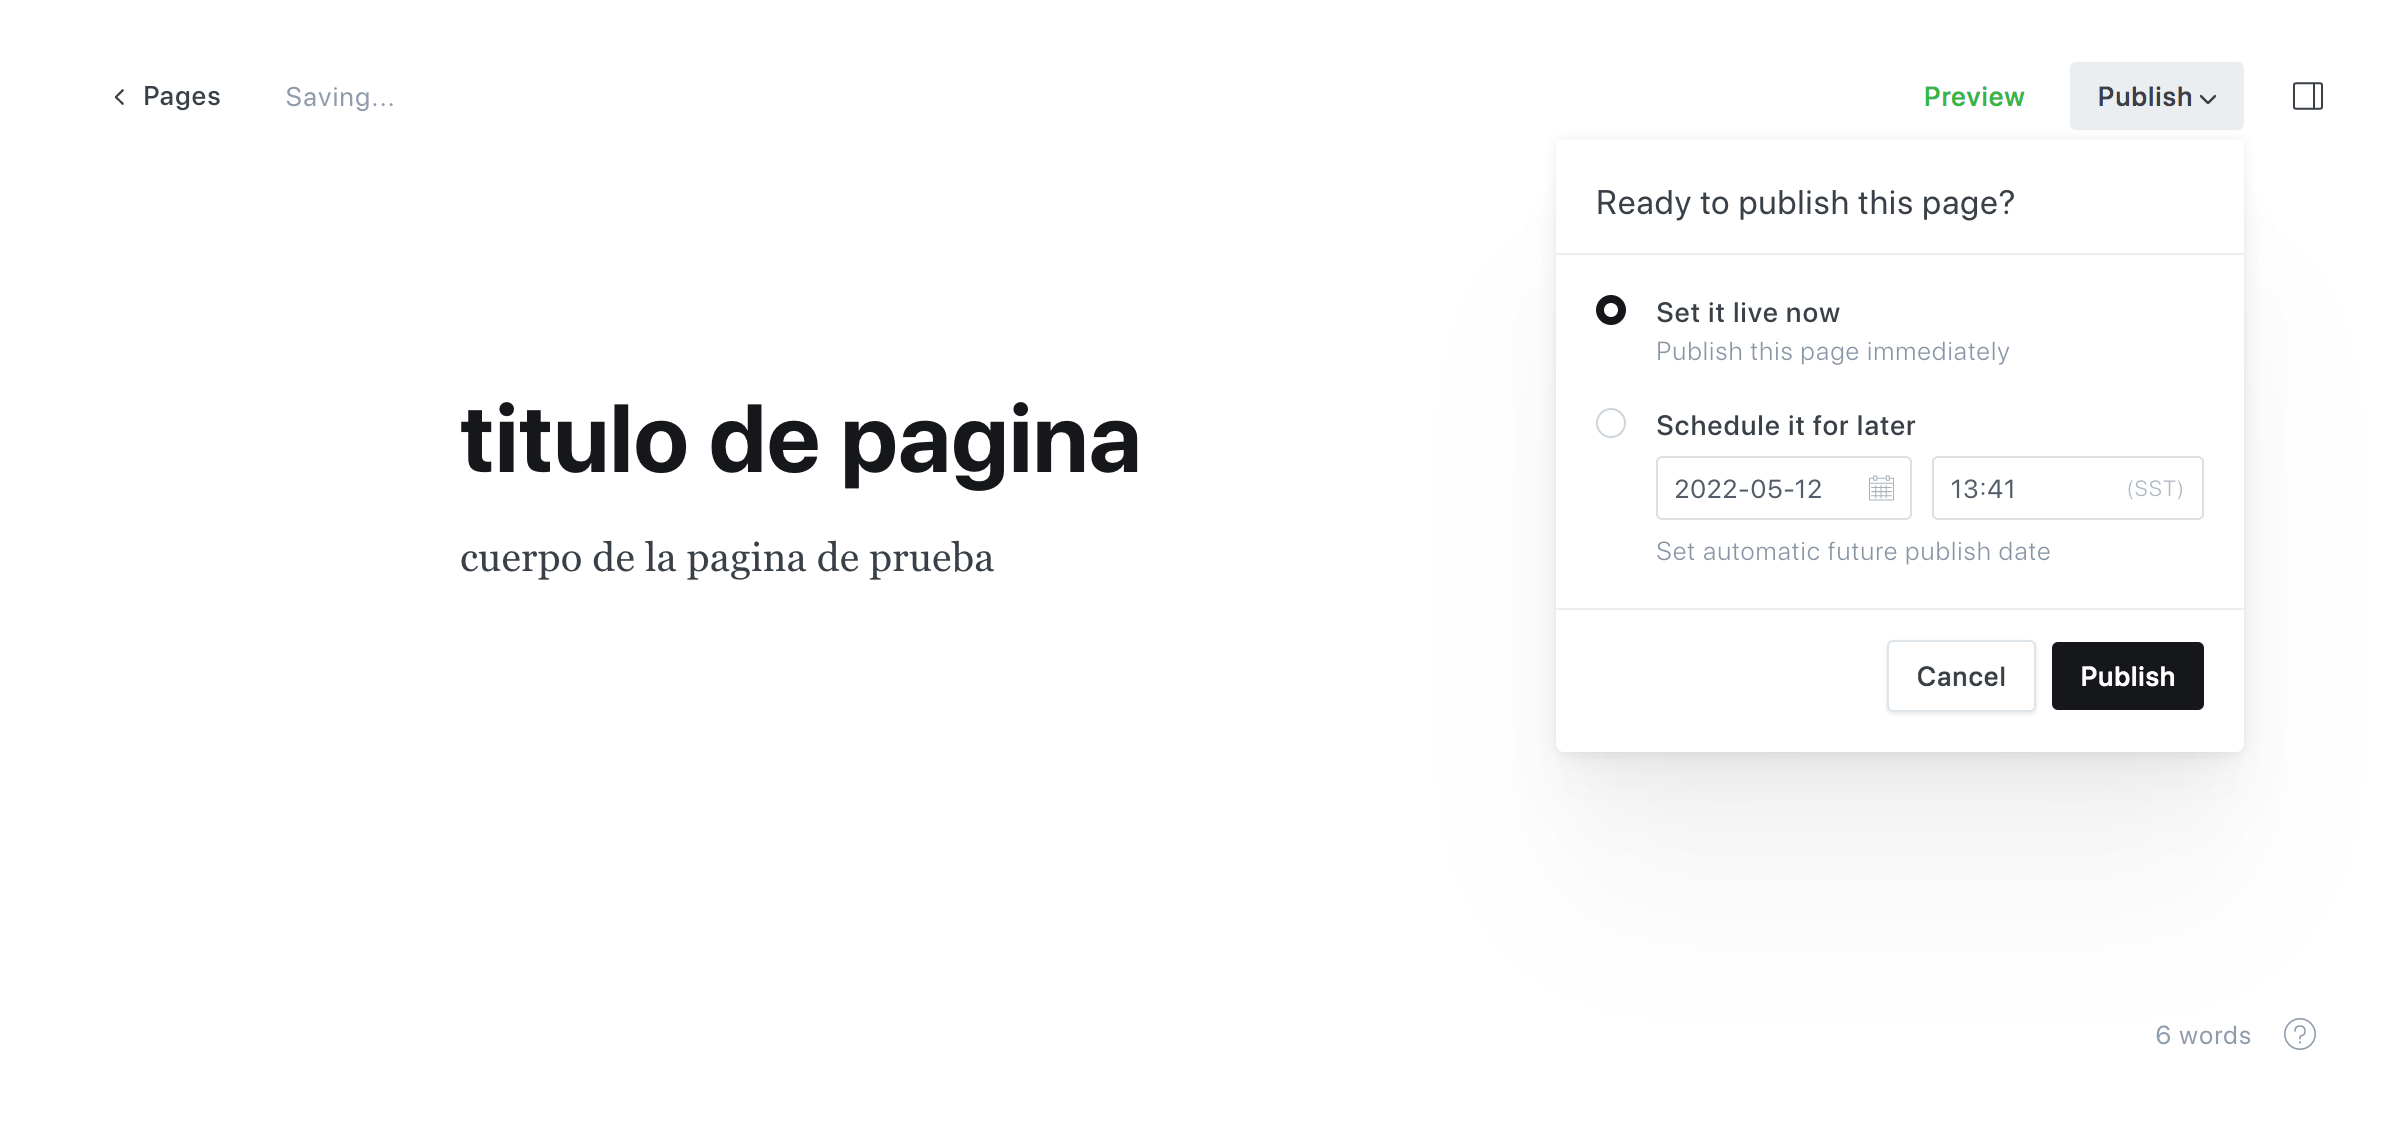 Pages
Saving...
Preview
Publish
Ready to publish this page?
Set it live now
Publish this page immediately
Schedule it for later
2022-05-12
13:41 (SST)
Set automatic future publish date
Cancel
Publish
titulo de pagina
cuerpo de la pagina de prueba
6 words
?